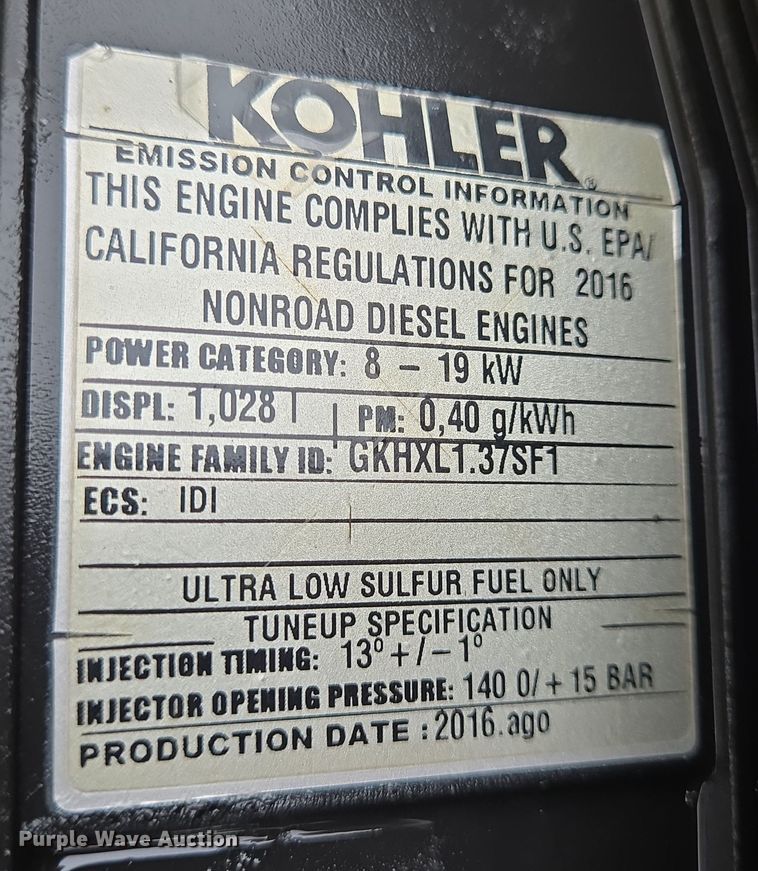 KOHLER®
EMISSION CONTROL INFORMATION
THIS ENGINE COMPLIES WITH U.S. EPA/
CALIFORNIA REGULATIONS FOR 2016
NONROAD DIESEL ENGINES
POWER CATEGORY: 8 – 19 kW
DISPL: 1,028 l | PM: 0,40 g/kWh
ENGINE FAMILY ID: GKHXL1.37SF1
ECS: IDI
ULTRA LOW SULFUR FUEL ONLY
TUNEUP SPECIFICATION
INJECTION TIMING: 13°+/–1°
INJECTOR OPENING PRESSURE: 140 0/+15 BAR
PRODUCTION DATE : 2016.ago
Purple Wave Auction